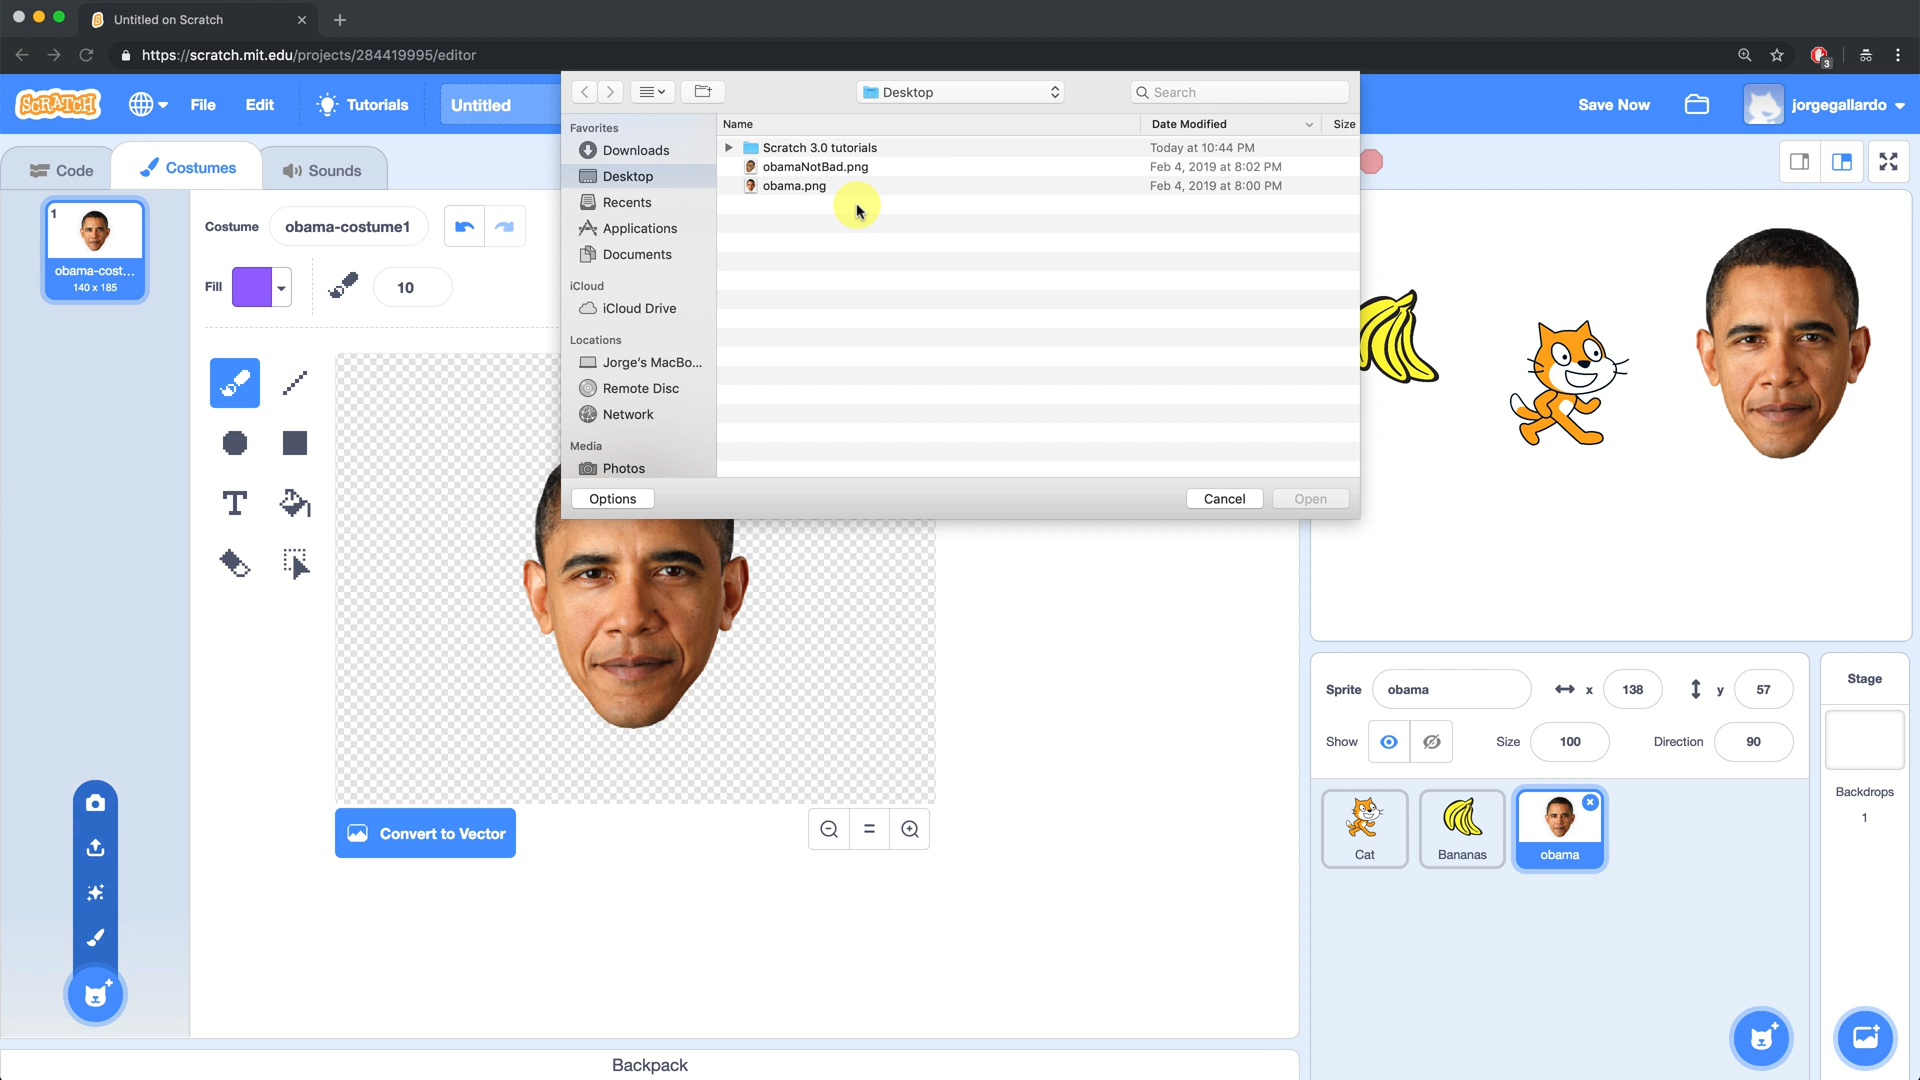 Untitled on Scratch
https://scratch.mit.edu/projects/284419995/editor
3
SCRATCH
File
Edit
Tutorials
Untitled
Save Now
jorgegallardo
Desktop
Search
Favorites
Downloads
Desktop
Recents
Applications
Documents
iCloud
iCloud Drive
Locations
Jorge's MacBo...
Remote Disc
Network
Media
Photos
Name
Date Modified
Size
Scratch 3.0 tutorials
Today at 10:44 PM
obamaNotBad.png
Feb 4, 2019 at 8:02 PM
obama.png
Feb 4, 2019 at 8:00 PM
Options
Cancel
Open
Code
Costumes
Sounds
1
obama-cost...
140 x 185
Costume
obama-costume1
Fill
10
T
Convert to Vector
=
Sprite
obama
x
138
y
57
Show
Size
100
Direction
90
Cat
Bananas
obama
Stage
Backdrops
1
Backpack